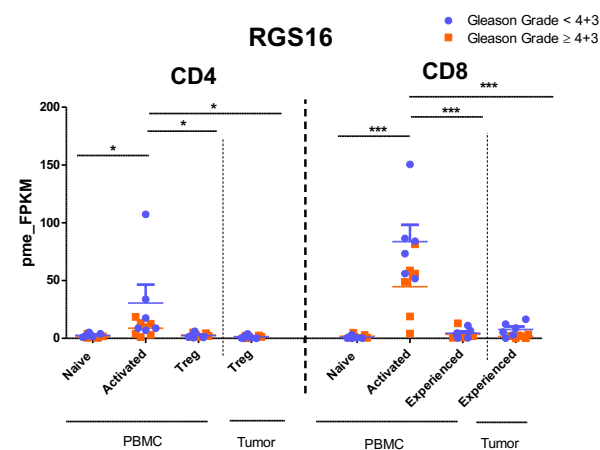 Gleason Grade < 4+3
Gleason Grade ≥ 4+3
RGS16
CD4
CD8
***
*
***
*
***
*
200
150
100
50
0
pme_FPKM
Naive
Activated
Treg
Treg
Naive
Activated
Experienced
Experienced
PBMC
Tumor
PBMC
Tumor